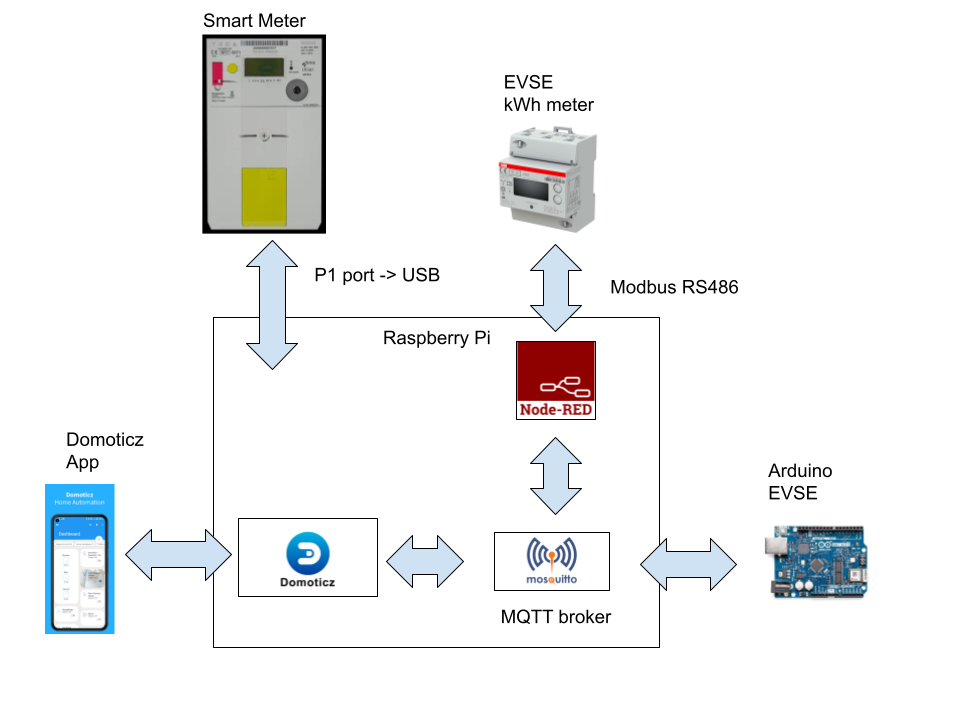 Smart Meter
EVSE
kWh meter
P1 port -> USB
Modbus RS486
Raspberry Pi
Node-RED
Domoticz
App
Domoticz
Home Automation
Dashboard
Arduino
EVSE
Domoticz
mosquitto
MQTT broker